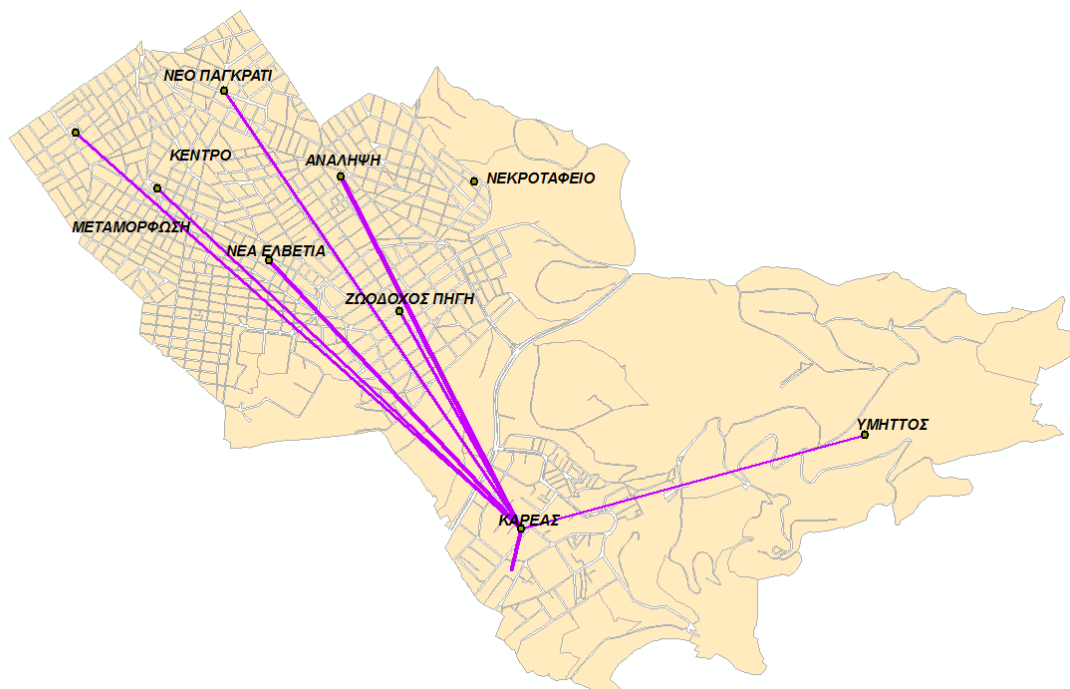 ΝΕΟ ΠΑΓΚΡΑΤΙ
ΚΕΝΤΡΟ
ΑΝΑΛΗΨΗ
ΝΕΚΡΟΤΑΦΕΙΟ
ΜΕΤΑΜΟΡΦΩΣΗ
ΝΕΑ ΕΛΒΕΤΙΑ
ΖΩΟΔΟΧΟΣ ΠΗΓΗ
ΥΜΗΤΤΟΣ
ΚΑΡΕΑΣ